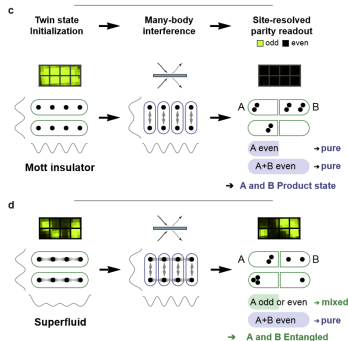 c
Twin state Initialization
Many-body interference
Site-resolved parity readout
odd even
A B
A even → pure
A+B even → pure
Mott insulator
→ A and B Product state
d
A B
A odd or even → mixed
A+B even → pure
Superfluid
→ A and B Entangled